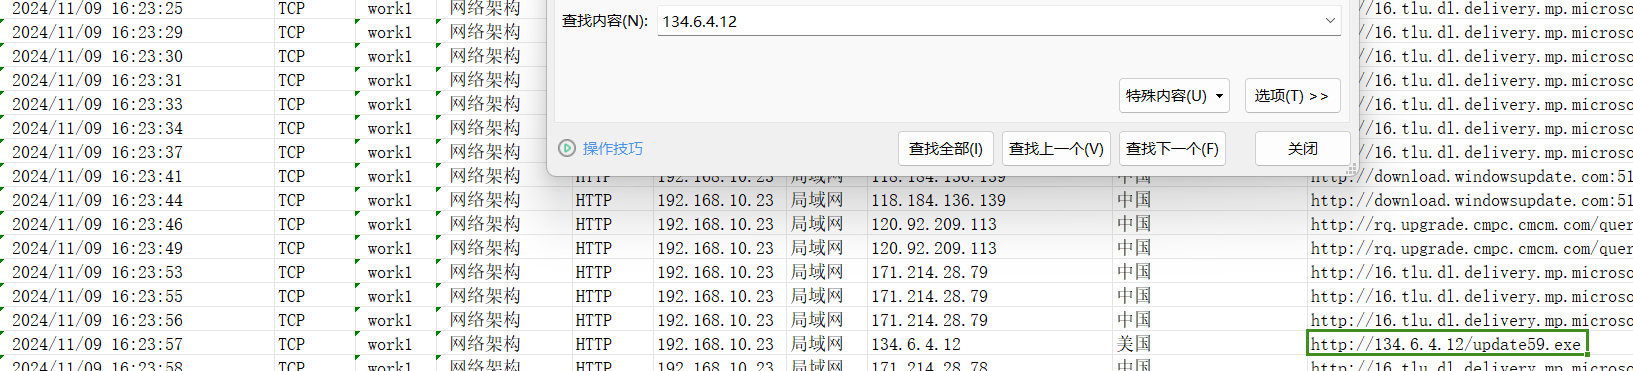 2024/11/09 16:23:25 TCP work1 网络架构 //16.tlu.dl.delivery.mp.microso
查找内容(N): 134.6.4.12
2024/11/09 16:23:29 TCP work1 网络架构 //16.tlu.dl.delivery.mp.microso
2024/11/09 16:23:30 TCP work1 网络架构 //16.tlu.dl.delivery.mp.microso
2024/11/09 16:23:31 TCP work1 网络架构 //16.tlu.dl.delivery.mp.microso
特殊内容(U) 选项(T) >>
2024/11/09 16:23:33 TCP work1 网络架构 //16.tlu.dl.delivery.mp.microso
2024/11/09 16:23:34 TCP work1 网络架构 //16.tlu.dl.delivery.mp.microso
2024/11/09 16:23:37 TCP work1 网络架构 //16.tlu.dl.delivery.mp.microso
操作技巧 查找全部(I) 查找上一个(V) 查找下一个(F) 关闭
2024/11/09 16:23:41 TCP work1 网络架构 HTTP 192.168.10.23 局域网 118.184.136.139 中国 http://download.windowsupdate.com:51
2024/11/09 16:23:44 TCP work1 网络架构 HTTP 192.168.10.23 局域网 118.184.136.139 中国 http://download.windowsupdate.com:51
2024/11/09 16:23:46 TCP work1 网络架构 HTTP 192.168.10.23 局域网 120.92.209.113 中国 http://rq.upgrade.cmpc.cmcm.com/quer
2024/11/09 16:23:49 TCP work1 网络架构 HTTP 192.168.10.23 局域网 120.92.209.113 中国 http://rq.upgrade.cmpc.cmcm.com/quer
2024/11/09 16:23:53 TCP work1 网络架构 HTTP 192.168.10.23 局域网 171.214.28.79 中国 http://16.tlu.dl.delivery.mp.microso
2024/11/09 16:23:55 TCP work1 网络架构 HTTP 192.168.10.23 局域网 171.214.28.79 中国 http://16.tlu.dl.delivery.mp.microso
2024/11/09 16:23:56 TCP work1 网络架构 HTTP 192.168.10.23 局域网 171.214.28.79 中国 http://16.tlu.dl.delivery.mp.microso
2024/11/09 16:23:57 TCP work1 网络架构 HTTP 192.168.10.23 局域网 134.6.4.12 美国 http://134.6.4.12/update59.exe
2024/11/09 16:23:58 TCP work1 网络架构 HTTP 192.168.10.23 局域网 171.214.28.78 中国 http://16.tlu.dl.delivery.mp.microso